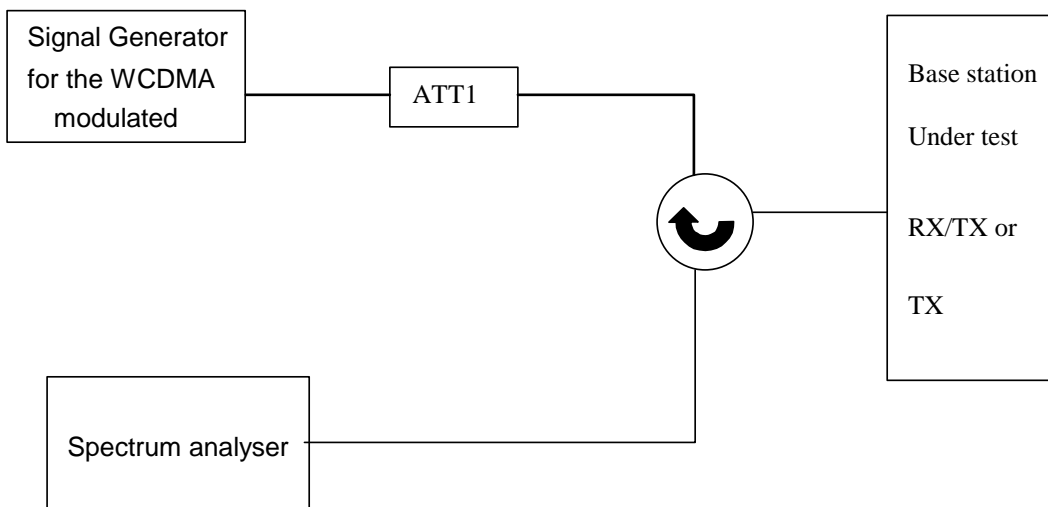 Signal Generator
for the WCDMA
modulated
ATT1
Base station
Under test
RX/TX or
TX
Spectrum analyser